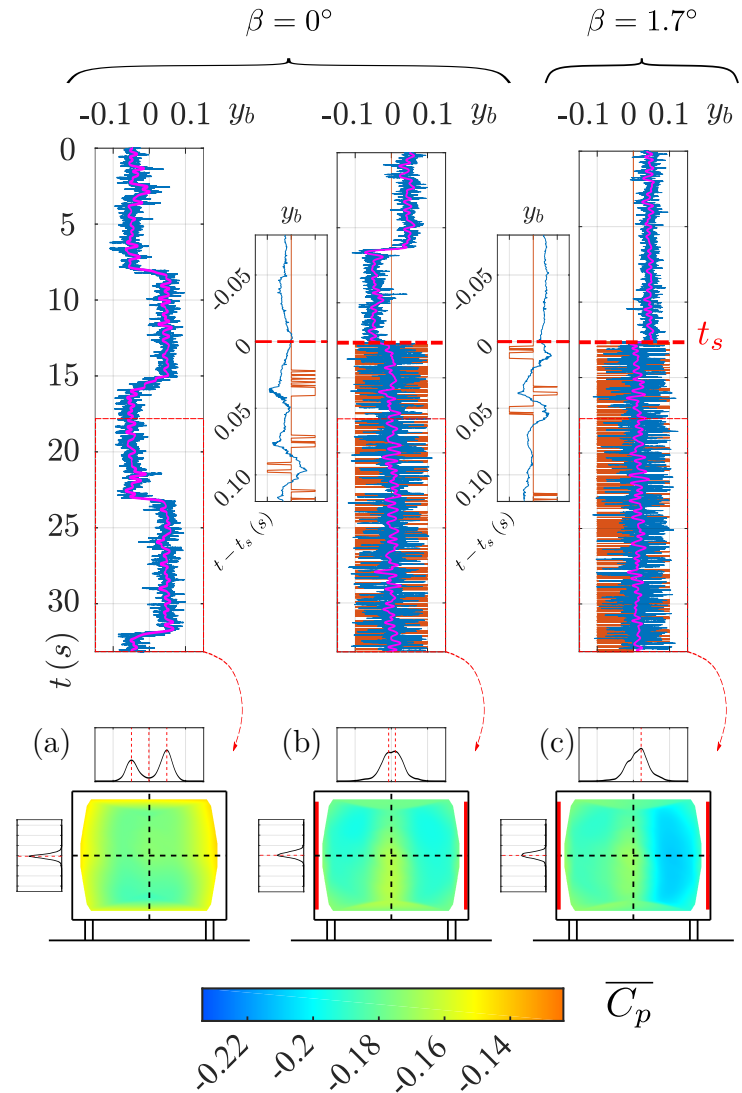 β = 0° β = 1.7°
-0.1 0 0.1 y_b -0.1 0 0.1 y_b -0.1 0 0.1 y_b
0
5
10
15
20
25
30
t (s)
y_b
-0.05
0
0.05
0.10
t − t_s (s)
y_b
-0.05
0
0.05
0.10
t − t_s (s)
t_s
(a) (b) (c)
-0.22 -0.2 -0.18 -0.16 -0.14
\overline{C_p}